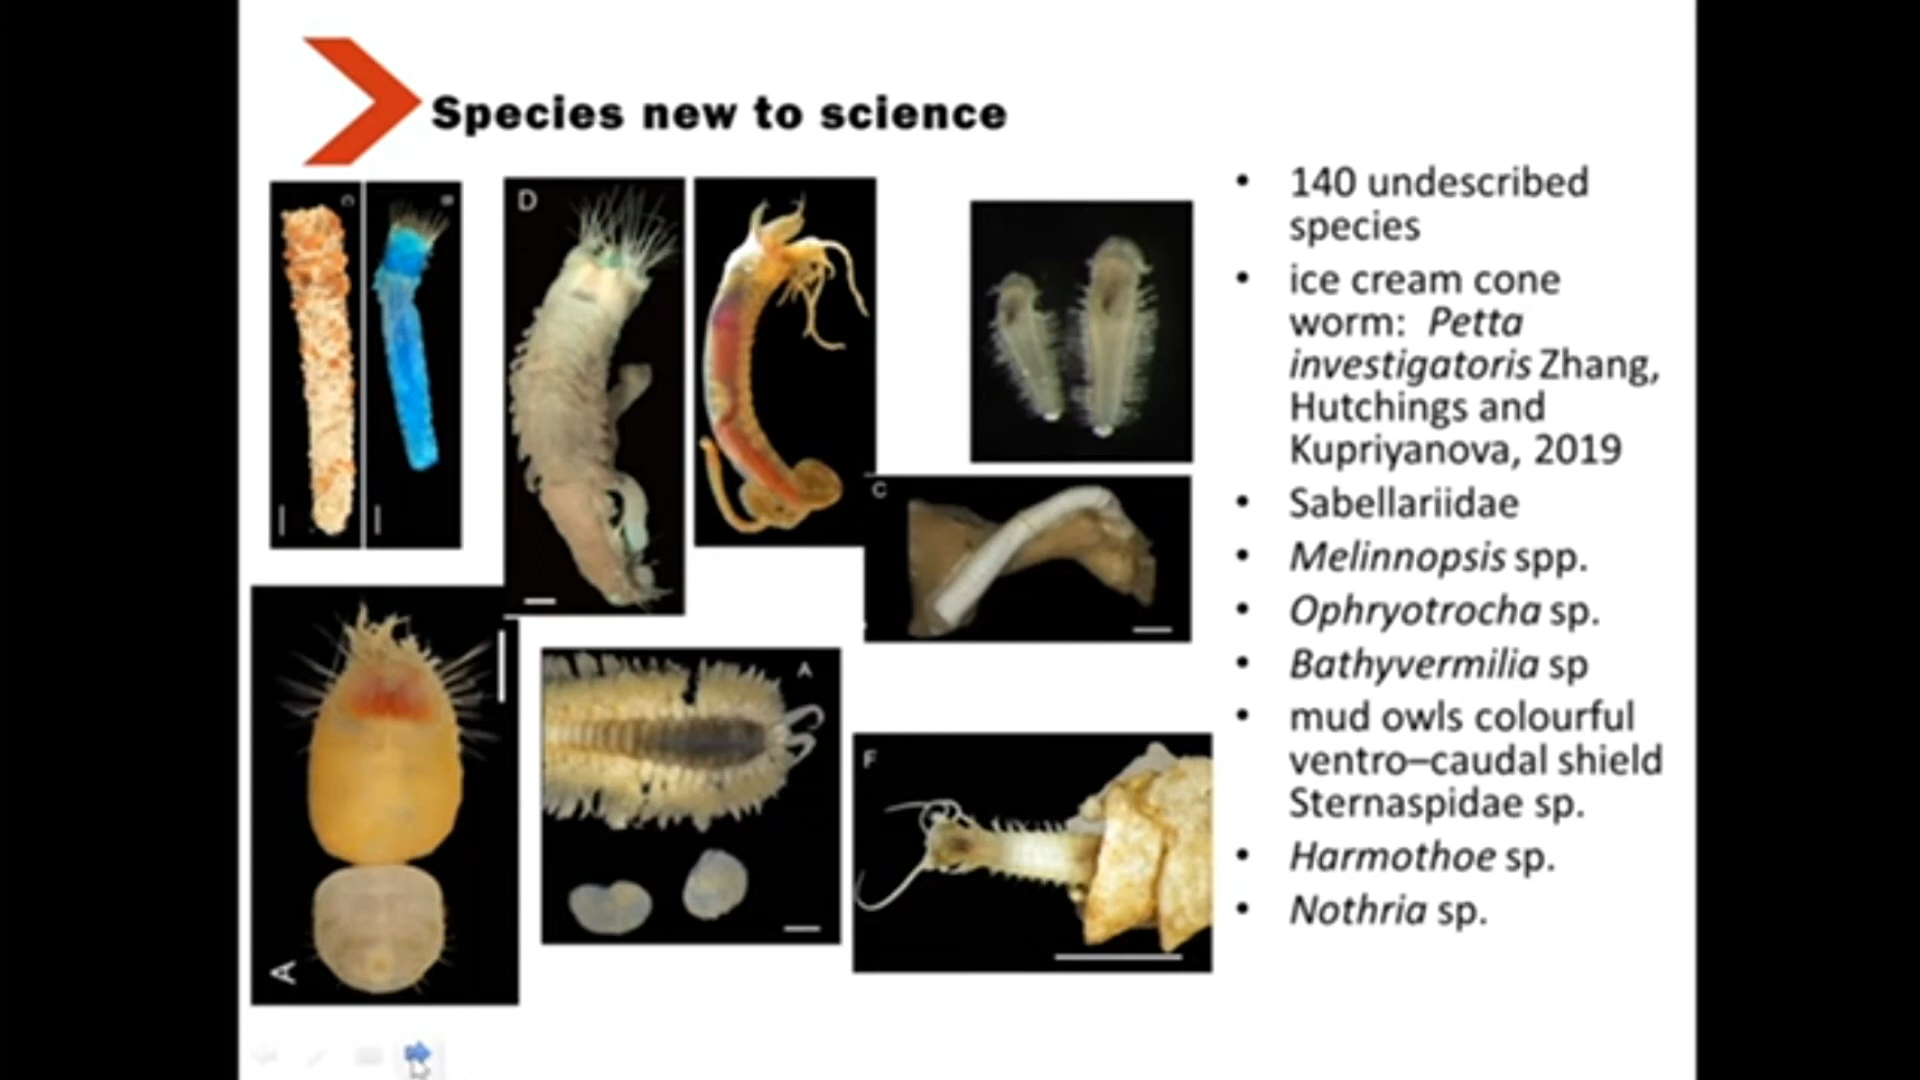 Species new to science
C
B
D
C
A
A
F
• 140 undescribed
species
• ice cream cone
worm: Petta
investigatoris Zhang,
Hutchings and
Kupriyanova, 2019
• Sabellariidae
• Melinnopsis spp.
• Ophryotrocha sp.
• Bathyvermilia sp
• mud owls colourful
ventro–caudal shield
Sternaspidae sp.
• Harmothoe sp.
• Nothria sp.